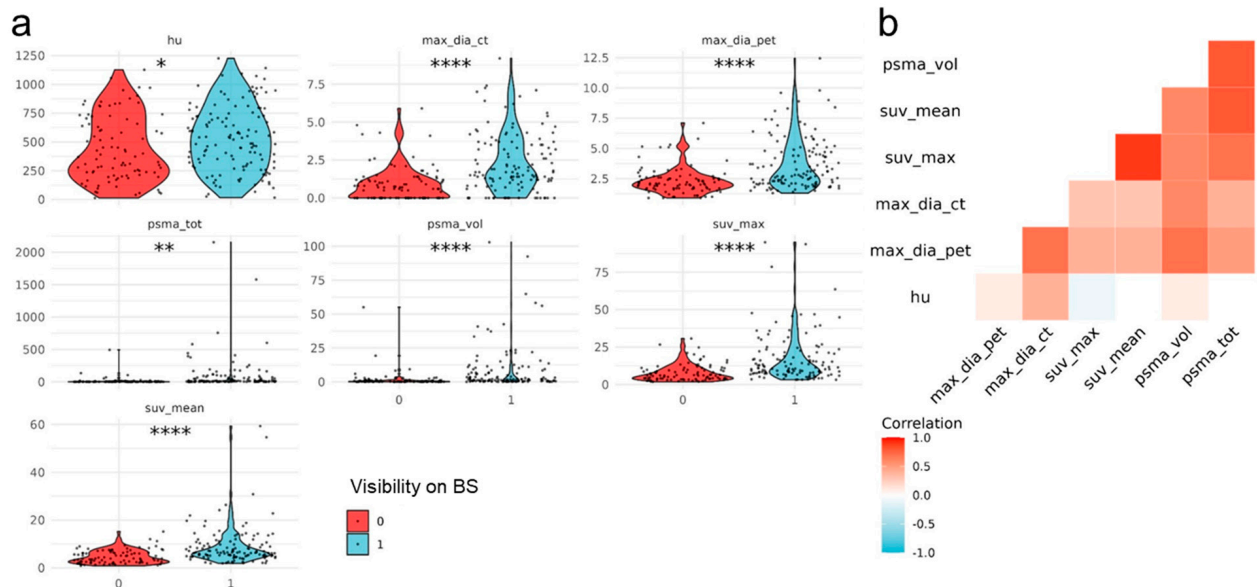 a
hu
max_dia_ct
max_dia_pet
*
****
****
1250
1000
750
500
250
0
7.5
5.0
2.5
0.0
12.5
10.0
7.5
5.0
2.5
psma_tot
psma_vol
suv_max
**
****
****
2000
1500
1000
500
0
100
75
50
25
0
75
50
25
0
0
1
0
1
suv_mean
****
60
40
20
0
0
1
Visibility on BS
0
1
b
psma_vol
suv_mean
suv_max
max_dia_ct
max_dia_pet
hu
max_dia_pet
max_dia_ct
suv_max
suv_mean
psma_vol
psma_tot
Correlation
1.0
0.5
0.0
-0.5
-1.0